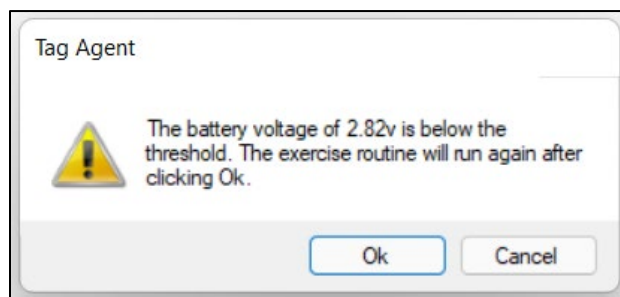 Tag Agent
The battery voltage of 2.82v is below the
threshold. The exercise routine will run again after
clicking Ok.
Ok
Cancel